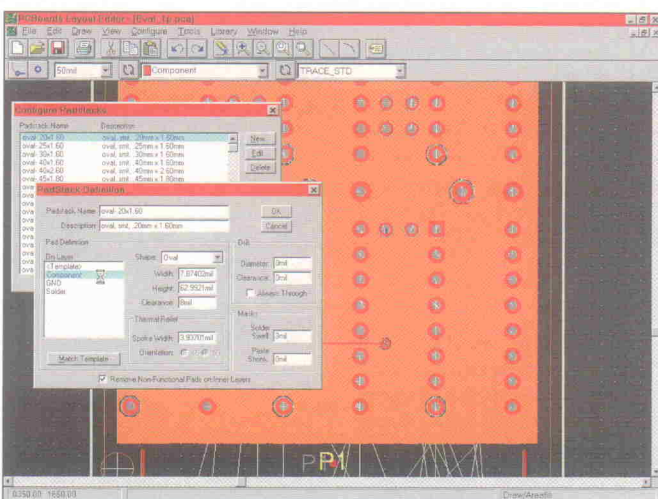 PCBoards Layout Editor - [Oval_1p.pca]
File Edit Draw View Configure Tools Library Window Help
50mil Component TRACE_STD
Configure PadStacks
Padstack Name Description
oval-20x1.60 oval, smt, .20mm x 1.60mm New
oval-25x1.60 oval, smt, .25mm x 1.60mm
oval-30x1.60 oval, smt, .30mm x 1.60mm Edit
oval-40x1.60 oval, smt, .40mm x 1.60mm
oval-40x2.60 oval, smt, .40mm x 2.60mm Delete
oval-45x1.80 oval, smt, .45mm x 1.80mm
PadStack Definition
Padstack Name: oval-20x1.60 OK
Description: oval, smt, .20mm x 1.60mm Cancel
Pad Definition
On Layer
<Template>
Component
GND
Solder
Match Template
Shape: Oval
Width: 7.87402mil
Height: 62.9921mil
Clearance: 8mil
Thermal Relief
Spoke Width: 3.93701mil
Orientation:
Drill
Diameter: 0mil
Clearance: 0mil
Always Through
Masks
Solder Swell: 3mil
Paste Shrink: 0mil
Remove Non-Functional Pads on Inner Layers
P1
Draw/Areafill